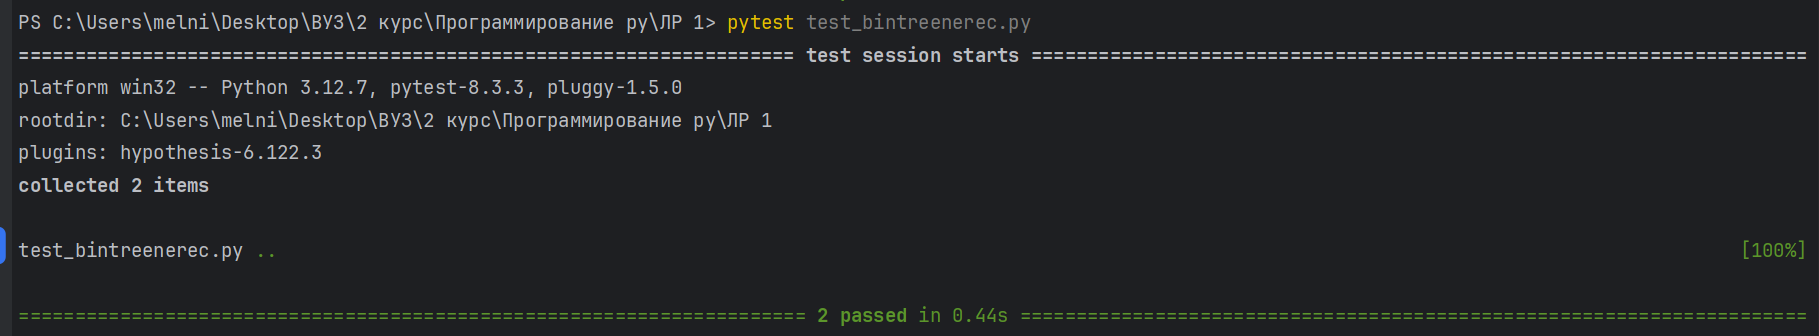 PS C:\Users\melni\Desktop\ВУЗ\2 курс\Программирование ру\ЛР 1> pytest test_bintreenerec.py
==================================================================== test session starts ====================================================================
platform win32 -- Python 3.12.7, pytest-8.3.3, pluggy-1.5.0
rootdir: C:\Users\melni\Desktop\ВУЗ\2 курс\Программирование ру\ЛР 1
plugins: hypothesis-6.122.3
collected 2 items
test_bintreenerec.py .. [100%]
===================================================================== 2 passed in 0.44s =====================================================================